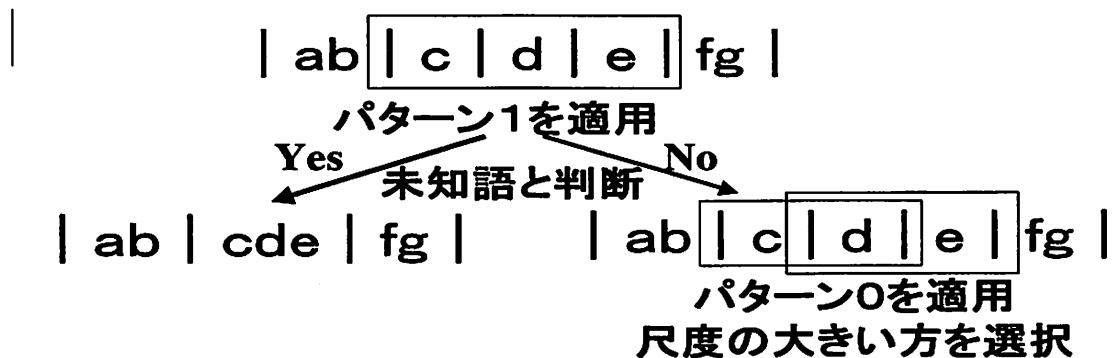 | ab | c | d | e | fg |
パターン1を適用
Yes No
未知語と判断
| ab | cde | fg | | ab | c | d | e | fg |
パターン0を適用
尺度の大きい方を選択